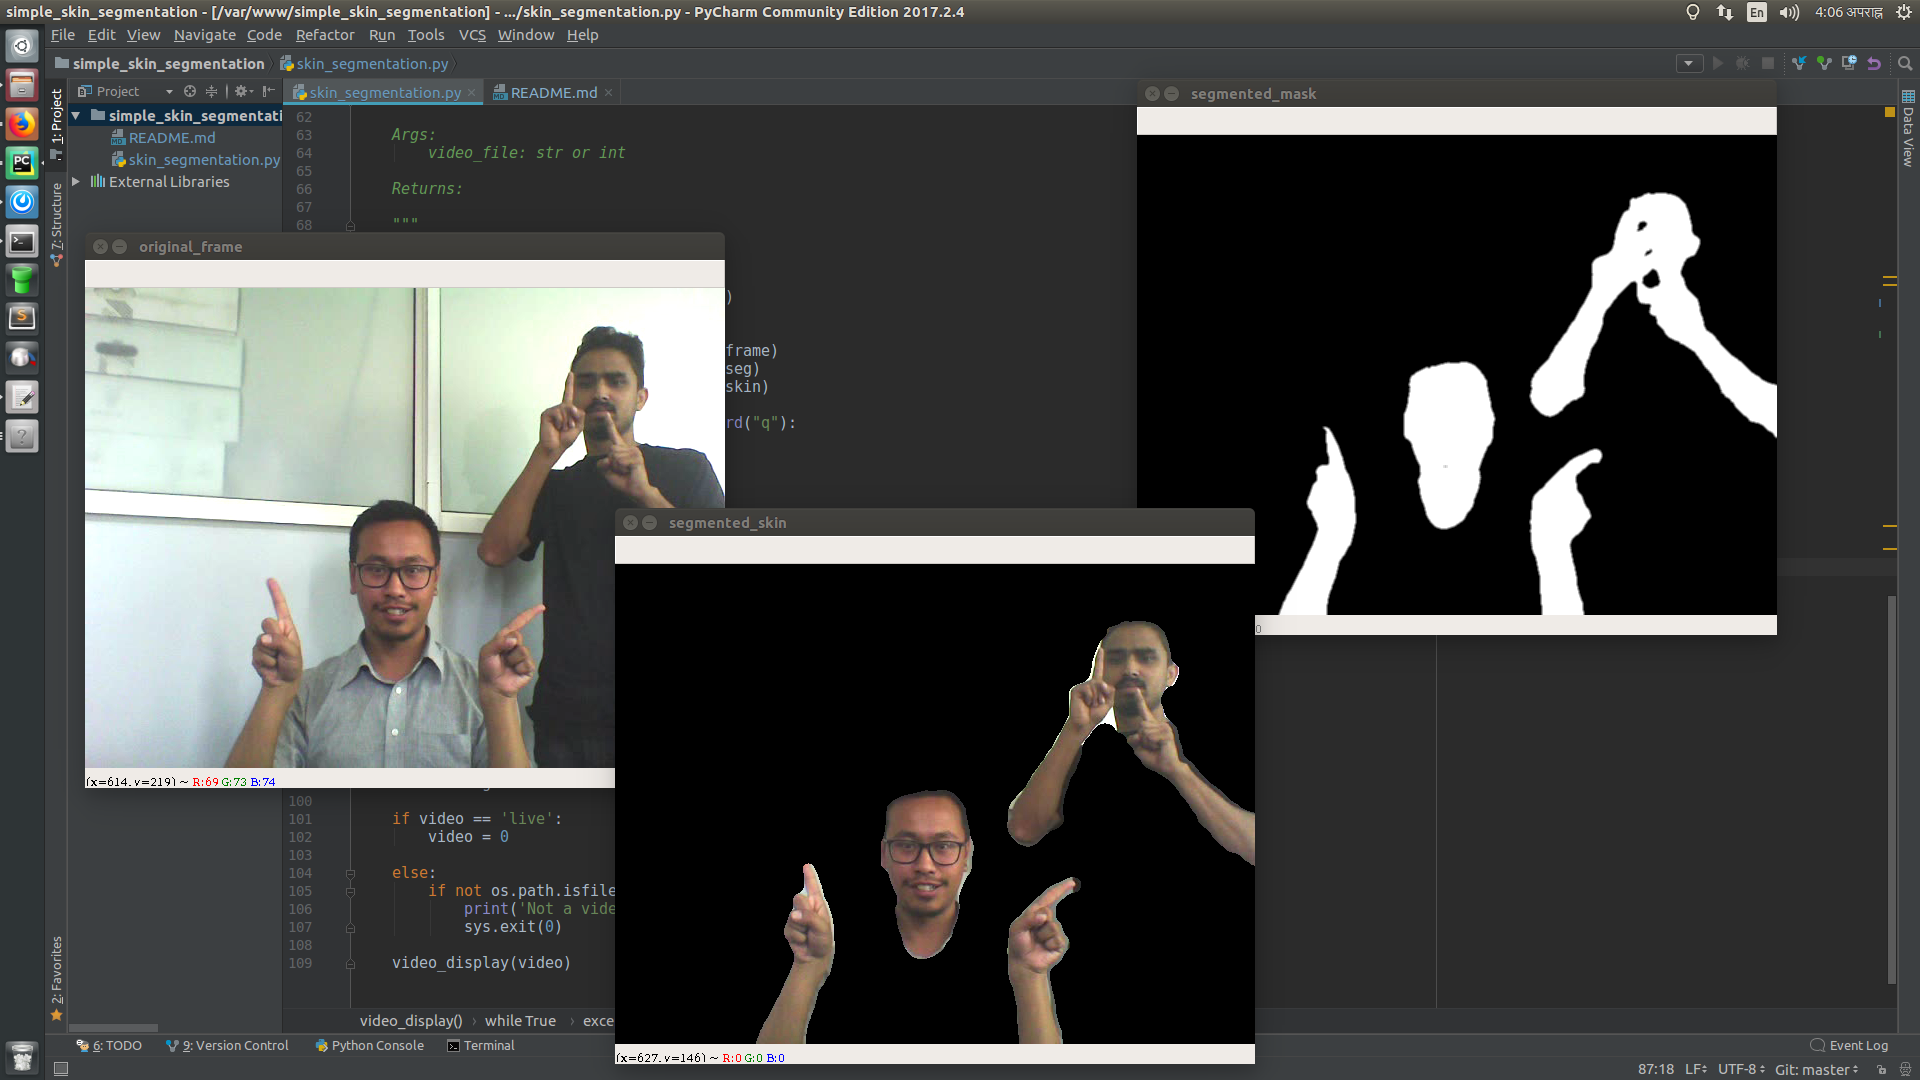 simple_skin_segmentation - [/var/www/simple_skin_segmentation] - .../skin_segmentation.py - PyCharm Community Edition 2017.2.4
En
4:06 अपराह्न
File Edit View Navigate Code Refactor Run Tools VCS Window Help
simple_skin_segmentation skin_segmentation.py
Project
skin_segmentation.py
README.md
1: Project
7: Structure
2: Favorites
Data View
simple_skin_segmentati
README.md
skin_segmentation.py
External Libraries
62
63 Args:
64 video_file: str or int
65
66 Returns:
67
68 """
)
frame)
seg)
skin)
rd("q"):
original_frame
(x=614, y=219) ~ R:69 G:73 B:74
segmented_mask
0
segmented_skin
(x=627, y=146) ~ R:0 G:0 B:0
100
101 if video == 'live':
102 video = 0
103
104 else:
105 if not os.path.isfile
106 print('Not a vide
107 sys.exit(0)
108
109 video_display(video)
video_display() › while True › exce
6: TODO 9: Version Control Python Console Terminal
Event Log
87:18 LF UTF-8 Git: master